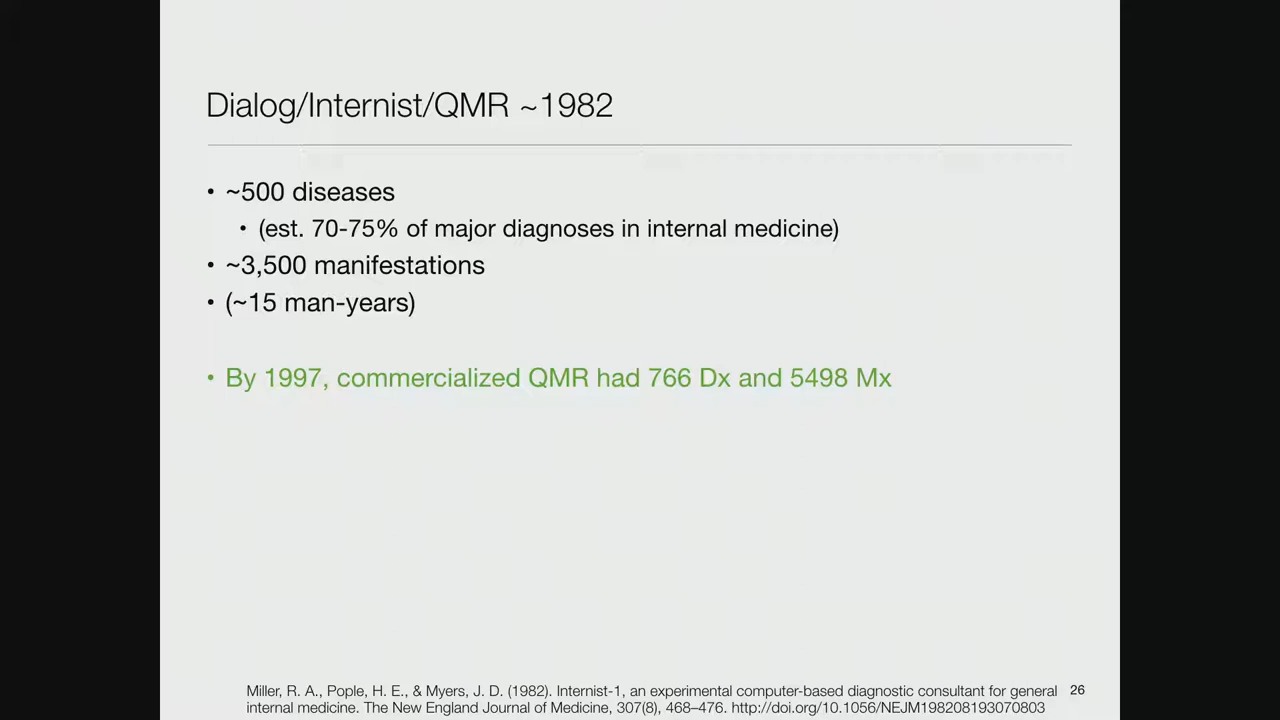 Dialog/Internist/QMR ~1982
• ~500 diseases
• (est. 70-75% of major diagnoses in internal medicine)
• ~3,500 manifestations
• (~15 man-years)
• By 1997, commercialized QMR had 766 Dx and 5498 Mx
Miller, R. A., Pople, H. E., & Myers, J. D. (1982). Internist-1, an experimental computer-based diagnostic consultant for general
internal medicine. The New England Journal of Medicine, 307(8), 468–476. http://doi.org/10.1056/NEJM198208193070803
26